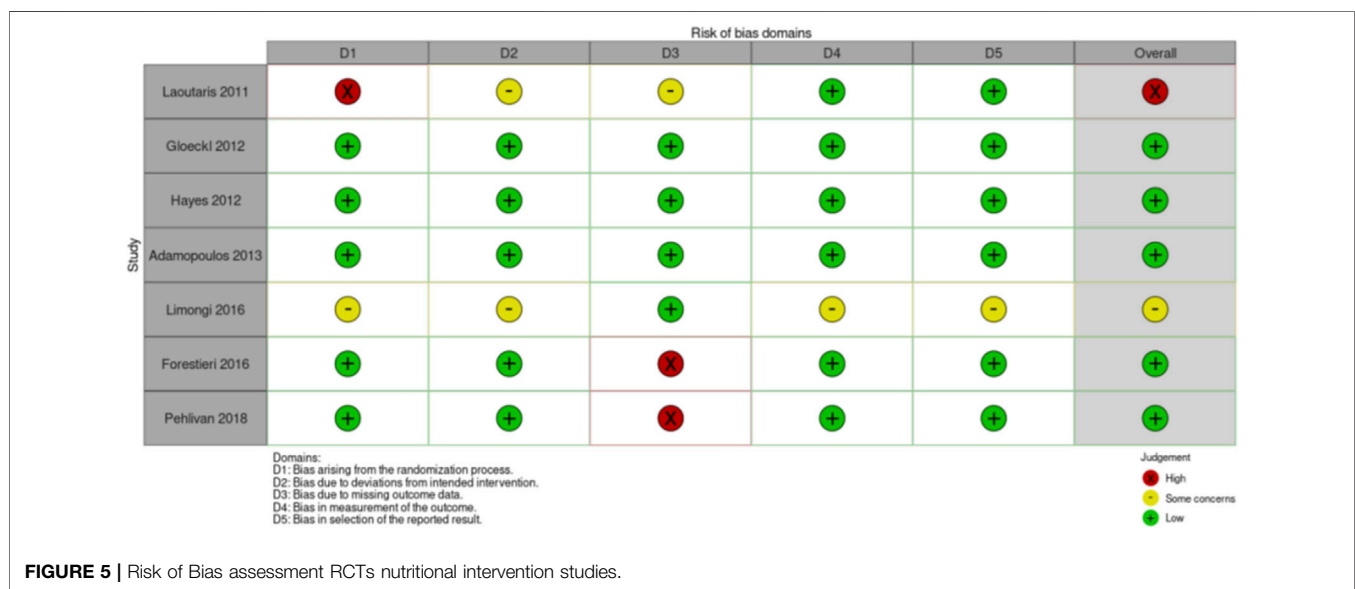 Risk of bias domains
D1 D2 D3 D4 D5 Overall
Study
Laoutaris 2011 X - - + + X
Gloeckl 2012 + + + + + +
Hayes 2012 + + + + + +
Adamopoulos 2013 + + + + + +
Limongi 2016 - - + - - -
Forestieri 2016 + + X + + +
Pehlivan 2018 + + X + + +
Domains:
D1: Bias arising from the randomization process.
D2: Bias due to deviations from intended intervention.
D3: Bias due to missing outcome data.
D4: Bias in measurement of the outcome.
D5: Bias in selection of the reported result.
Judgement
X High
- Some concerns
+ Low
FIGURE 5 | Risk of Bias assessment RCTs nutritional intervention studies.